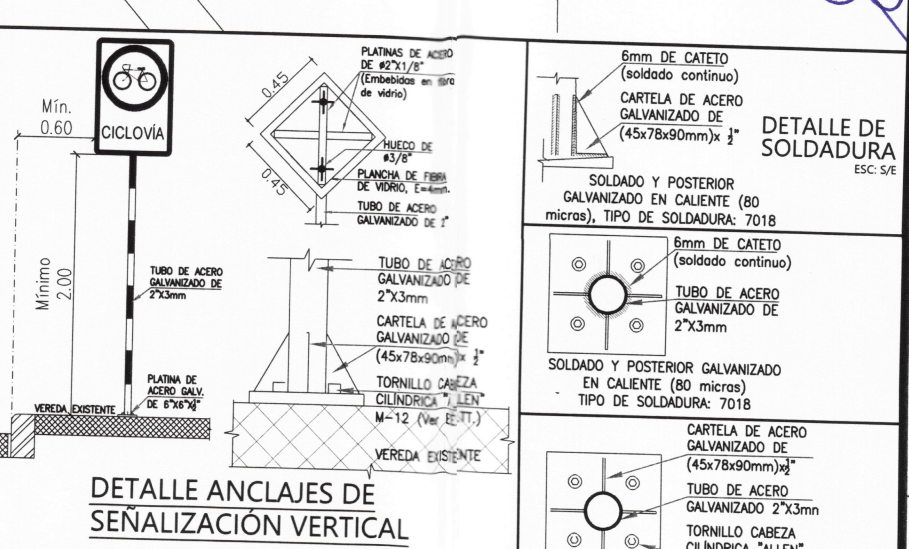 CICLOVÍA
Mín.
0.60
Mínimo
2.00
TUBO DE ACERO
GALVANIZADO DE
2"X3mm
PLATINA DE
ACERO GALV.
DE 6"X6"X
VEREDA EXISTENTE
PLATINAS DE ACERO
DE ø2"X1/8"
(Embebidas en fibra
de vidrio)
0.45
0.45
HUECO DE
ø3/8"
PLANCHA DE FIBRA
DE VIDRIO, E=4mm.
TUBO DE ACERO
GALVANIZADO DE 2"
TUBO DE ACERO
GALVANIZADO DE
2"X3mm
CARTELA DE ACERO
GALVANIZADO DE
(45x78x90mm)x ½"
TORNILLO CABEZA
CILÍNDRICA "ALLEN"
M-12 (Ver EE.TT.)
VEREDA EXISTENTE
DETALLE ANCLAJES DE
SEÑALIZACIÓN VERTICAL
6mm DE CATETO
(soldado continuo)
CARTELA DE ACERO
GALVANIZADO DE
(45x78x90mm)x ½"
DETALLE DE
SOLDADURA
ESC: S/E
SOLDADO Y POSTERIOR
GALVANIZADO EN CALIENTE (80
micras), TIPO DE SOLDADURA: 7018
6mm DE CATETO
(soldado continuo)
TUBO DE ACERO
GALVANIZADO DE
2"X3mm
SOLDADO Y POSTERIOR GALVANIZADO
EN CALIENTE (80 micras)
TIPO DE SOLDADURA: 7018
CARTELA DE ACERO
GALVANIZADO DE
(45x78x90mm)x½"
TUBO DE ACERO
GALVANIZADO 2"X3mn
TORNILLO CABEZA
CILÍNDRICA "ALLEN"